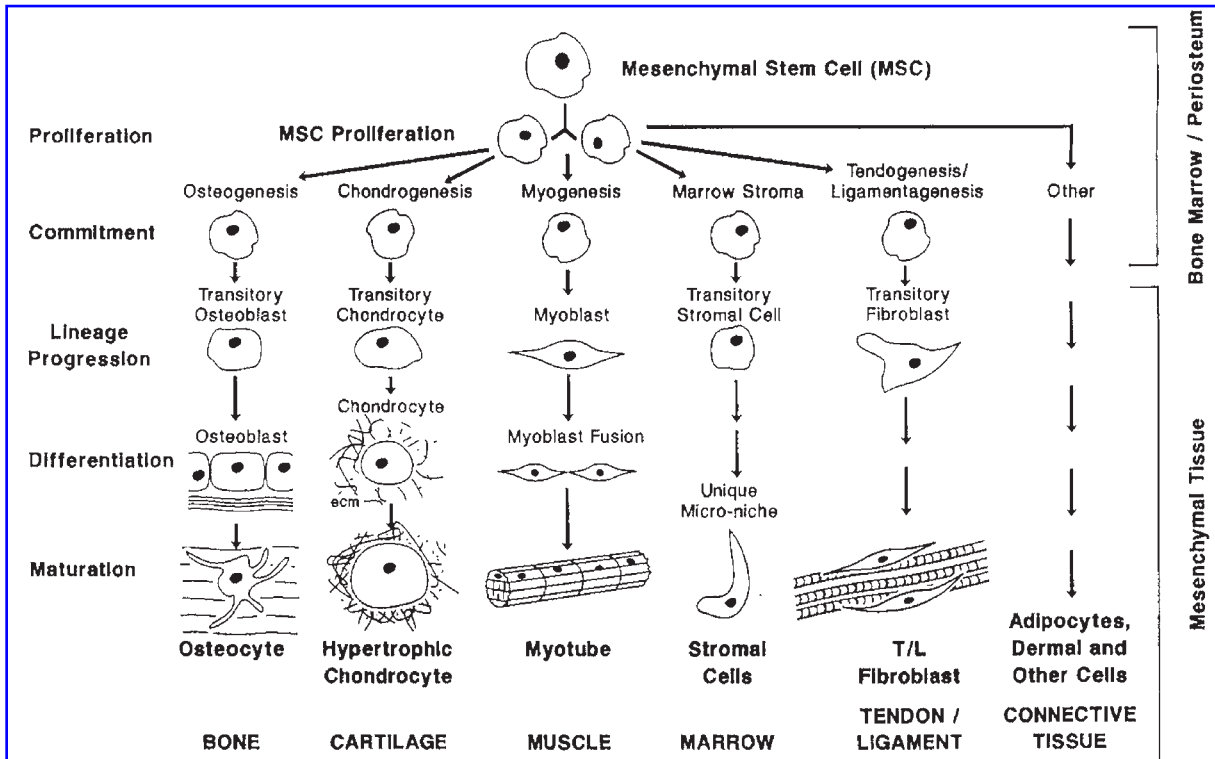 Mesenchymal Stem Cell (MSC)
Proliferation
MSC Proliferation
Osteogenesis
Chondrogenesis
Myogenesis
Marrow Stroma
Tendogenesis/
Ligamentagenesis
Other
Commitment
Transitory
Osteoblast
Transitory
Chondrocyte
Myoblast
Transitory
Stromal Cell
Transitory
Fibroblast
Lineage
Progression
Chondrocyte
Osteoblast
Myoblast Fusion
Differentiation
ecm
Unique
Micro-niche
Maturation
Osteocyte
Hypertrophic
Chondrocyte
Myotube
Stromal
Cells
T/L
Fibroblast
Adipocytes,
Dermal and
Other Cells
BONE
CARTILAGE
MUSCLE
MARROW
TENDON /
LIGAMENT
CONNECTIVE
TISSUE
Bone Marrow / Periosteum
Mesenchymal Tissue